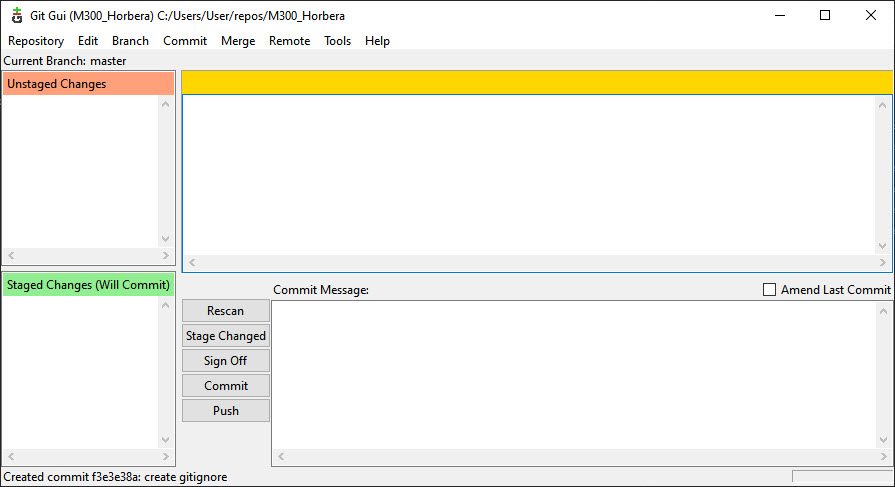 Git Gui (M300_Horbera) C:/Users/User/repos/M300_Horbera
Repository Edit Branch Commit Merge Remote Tools Help
Current Branch: master
Unstaged Changes
Staged Changes (Will Commit)
Commit Message:
Amend Last Commit
Rescan
Stage Changed
Sign Off
Commit
Push
Created commit f3e3e38a: create gitignore